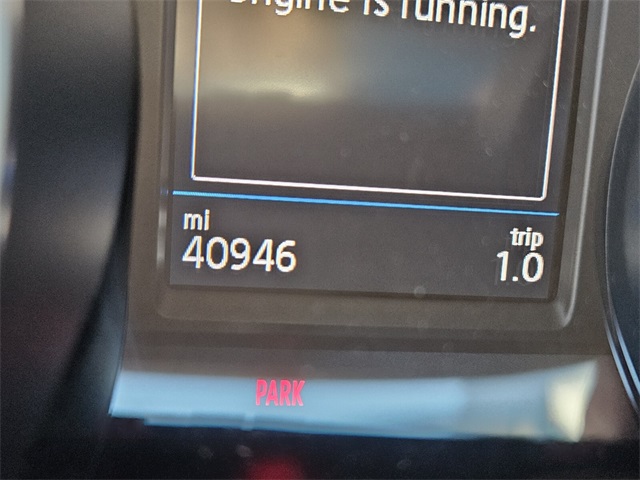 Engine is running.
mi
40946
trip
1.0
PARK